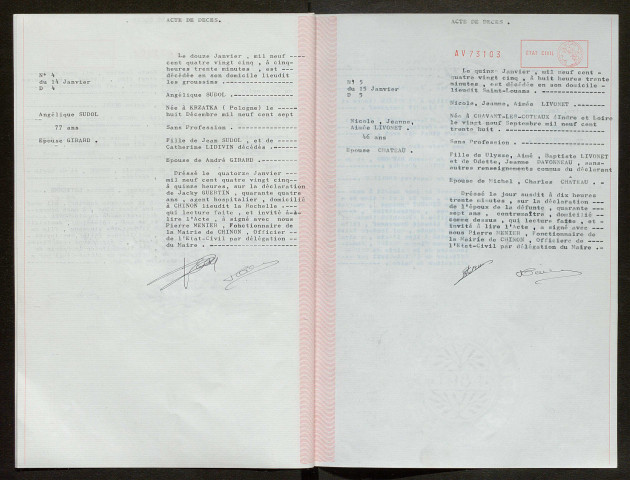 ACTE DE DECES.
N° 4
du 14 Janvier
D 4
Angélique SUDOL
77 ans
Epouse GIRARD.
Le douze Janvier, mil neuf ----
cent quatre vingt cinq, à cinq-
heures trente minutes, est ---
décédée en son domicile lieudit
les groussins .----------------
Angélique SUDOL .--------------
Née à KRZATKA ( Pologne) le ----
huit Décembre mil neuf cent sept
Sans Profession .--------------
Fille de Jean SUDOL, et de -----
Catherine LIDIVIN décédés .-----
Epouse de André GIRARD.---------
Dressé le quatorze Janvier ---
mil neuf cent quatre vingt cinq--
à quinze heures, sur la déclaration
de Jacky GUERTIN, quarante quatre
ans, agent hospitalier, domicilié
à CHINON lieudit la Rochelle .----
qui lecture faite, et invité à-à-
lire l'Acte, a signé avec nous
Pierre MENIER, Fonctionnaire de
la Mairie de CHINON, Officier --
de l'Etat-Civil par délégation --
du Maire .---------------------
ACTE DE DECES .
AV 73103
ETAT CIVIL
N° 5
du 15 Janvier
D 5
Nicole, Jeanne,
Aimée LIVONET .
46 ans
Epouse CHATEAU .
Le quinze Janvier, mil neuf cent -
quatre vingt cinq, à huit heures trente
minutes, est décédée en son domicile -
lieudit Saint-Louans. ---------------
Nicole, Jeanne, Aimée LIVONET .-------
Née à CRAVANT-LES-COTEAUX (Indre et Loire
le vingt neuf Septembre mil neuf cent
trente huit .-----------------------
Sans Profession .---------------------
Fille de Ulysse, Aimé, Baptiste LIVONET
et de Odette, Jeanne sans-
autres renseignements connus du déclarant
Epouse de Michel, Charles CHATEAU . -
Dressé le jour susdit à dix heures
trente minutes, sur la déclaration ---
de l'époux de la défunte, quarante ---
sept ans, contremaître, domicilié --
comme dessus, qui lecture faite, et -
invité à lire l'Acte, a signé avec ---
nous Pierre MENIER, Fonctionnaire de
la Mairie de CHINON, Officier de ----
l'Etat-Civil par délégation du Maire .-